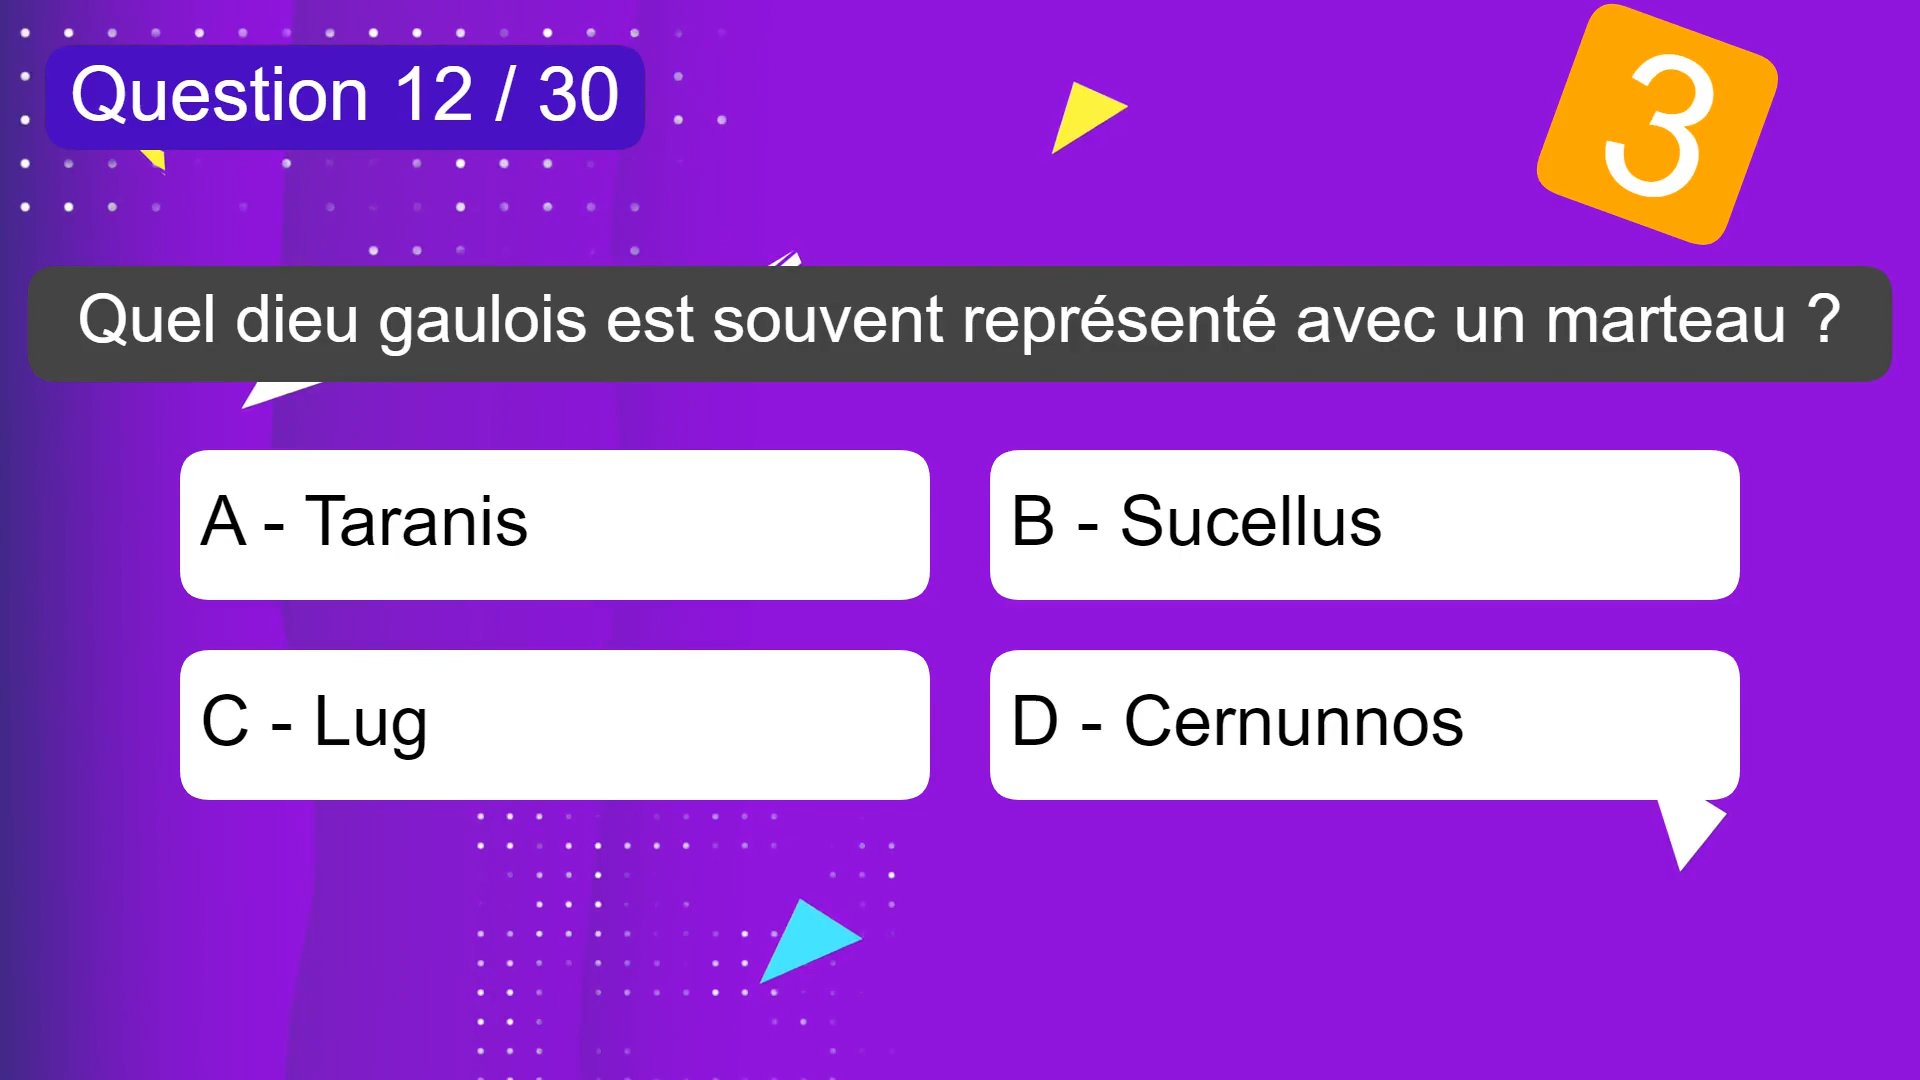 Question 12 / 30
3
Quel dieu gaulois est souvent représenté avec un marteau ?
A - Taranis
B - Sucellus
C - Lug
D - Cernunnos